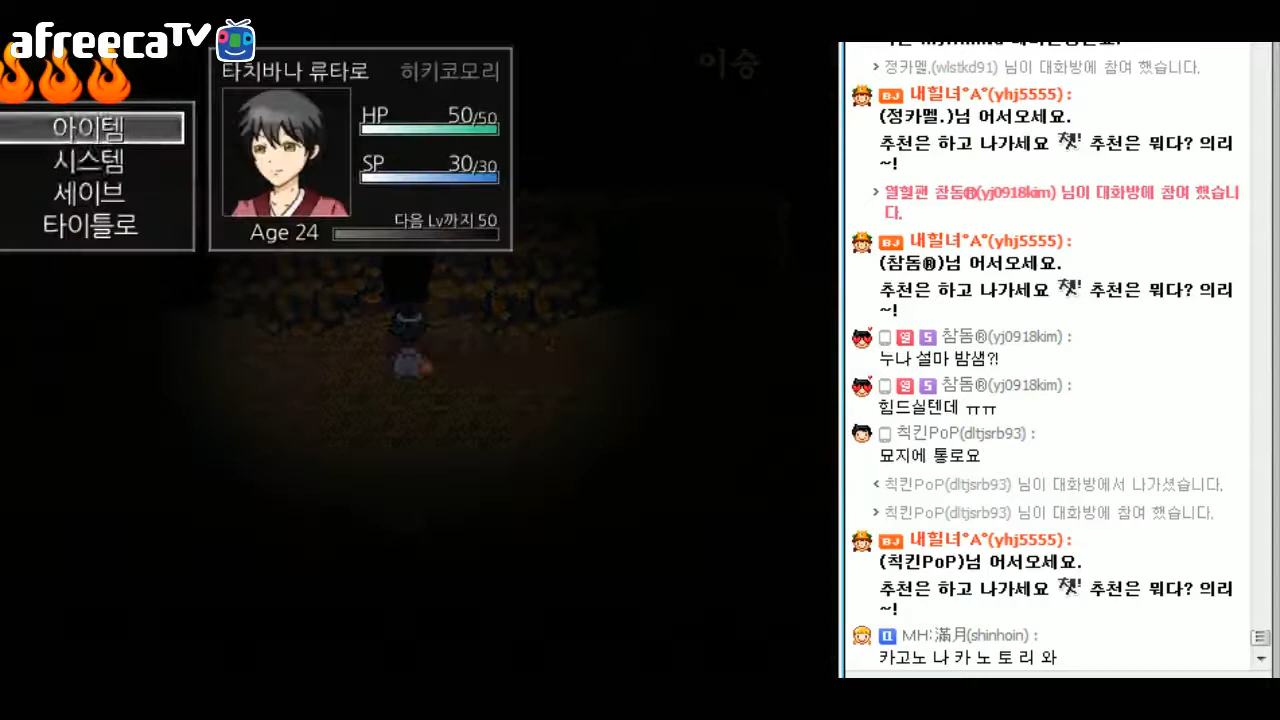 afreecaTV
타치바나 류타로 히키코모리
이승
HP 50/50
SP 30/30
다음 Lv까지 50
Age 24
아이템
시스템
세이브
타이틀로
> 정카멜.(wlstkd91) 님이 대화방에 참여 했습니다.
BJ 내힐녀°A°(yhj5555) :
(정카멜.)님 어서오세요.
추천은 하고 나가세요 쳇! 추천은 뭐다? 의리
~!
> 열혈팬 참돔®(yj0918kim) 님이 대화방에 참여 했습니
다.
BJ 내힐녀°A°(yhj5555) :
(참돔®)님 어서오세요.
추천은 하고 나가세요 쳇! 추천은 뭐다? 의리
~!
열 S 참돔®(yj0918kim) :
누나 설마 밤샘?!
열 S 참돔®(yj0918kim) :
힘드실텐데 ㅠㅠ
칙킨PoP(dltjsrb93) :
묘지에 통로요
< 칙킨PoP(dltjsrb93) 님이 대화방에서 나가셨습니다.
> 칙킨PoP(dltjsrb93) 님이 대화방에 참여 했습니다.
BJ 내힐녀°A°(yhj5555) :
(칙킨PoP)님 어서오세요.
추천은 하고 나가세요 쳇! 추천은 뭐다? 의리
~!
MH:滿月(shinhoin) :
카고노 나 카 노 토 리 와